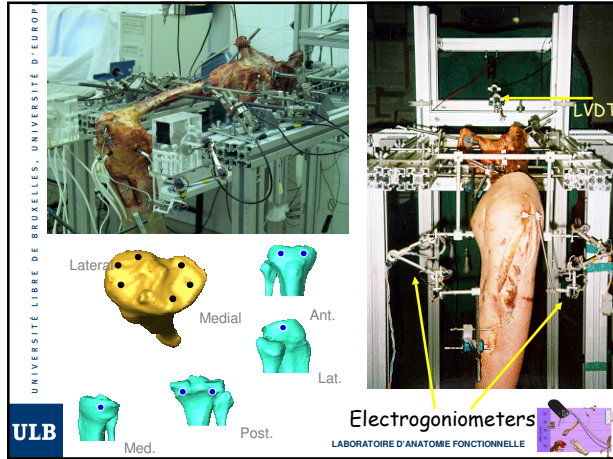 UNIVERSITÉ LIBRE DE BRUXELLES, UNIVERSITÉ D'EUROPE
LVDT
Lateral
Medial
Ant.
Lat.
Med.
Post.
Electrogoniometers
ULB
LABORATOIRE D'ANATOMIE FONCTIONNELLE